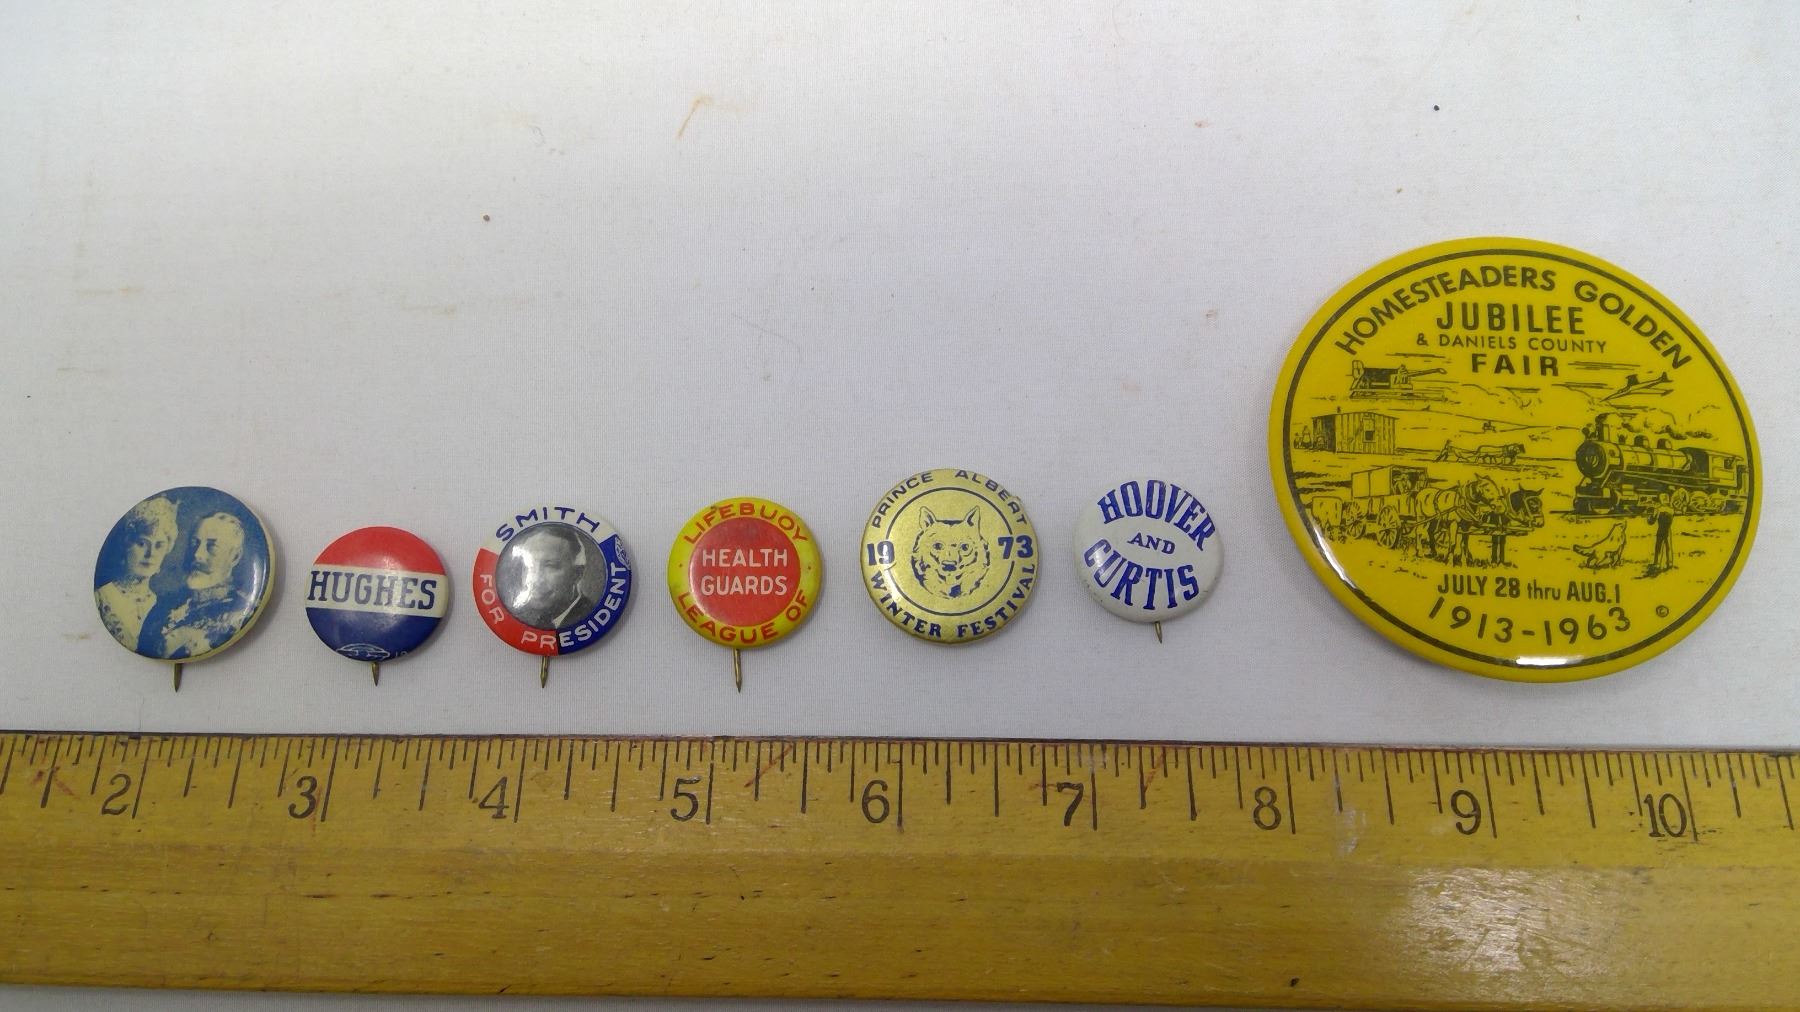 HUGHES
SMITH
FOR PRESIDENT
LIFEBUOY
HEALTH
GUARDS
LEAGUE OF
PRINCE ALBERT
19 73
WINTER FESTIVAL
HOOVER
AND
CURTIS
HOMESTEADERS GOLDEN
JUBILEE
& DANIELS COUNTY
FAIR
JULY 28 thru AUG.1
1913-1963 ©
2 3 4 5 6 7 8 9 10